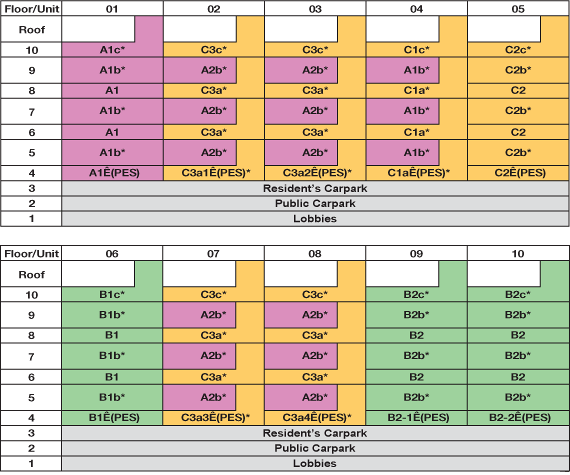 Floor/Unit 01 02 03 04 05
Roof
10 A1c* C3c* C3c* C1c* C2c*
9 A1b* A2b* A2b* A1b* C2b*
8 A1 C3a* C3a* C1a* C2
7 A1b* A2b* A2b* A1b* C2b*
6 A1 C3a* C3a* C1a* C2
5 A1b* A2b* A2b* A1b* C2b*
4 A1Ê(PES) C3a1Ê(PES)* C3a2Ê(PES)* C1aÊ(PES)* C2Ê(PES)
3 Resident's Carpark
2 Public Carpark
1 Lobbies
Floor/Unit 06 07 08 09 10
Roof
10 B1c* C3c* C3c* B2c* B2c*
9 B1b* A2b* A2b* B2b* B2b*
8 B1 C3a* C3a* B2 B2
7 B1b* A2b* A2b* B2b* B2b*
6 B1 C3a* C3a* B2 B2
5 B1b* A2b* A2b* B2b* B2b*
4 B1Ê(PES) C3a3Ê(PES)* C3a4Ê(PES)* B2-1Ê(PES) B2-2Ê(PES)
3 Resident's Carpark
2 Public Carpark
1 Lobbies